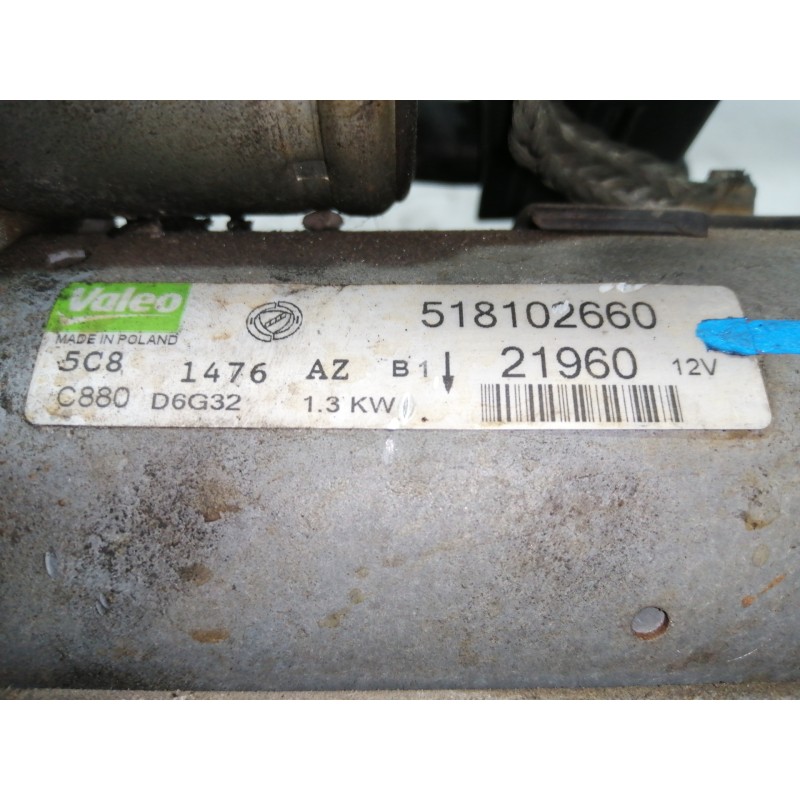 Valeo
518102660
MADE IN POLAND
5C8 1476 AZ B1 21960 12V
C880 D6G32 1.3 KW